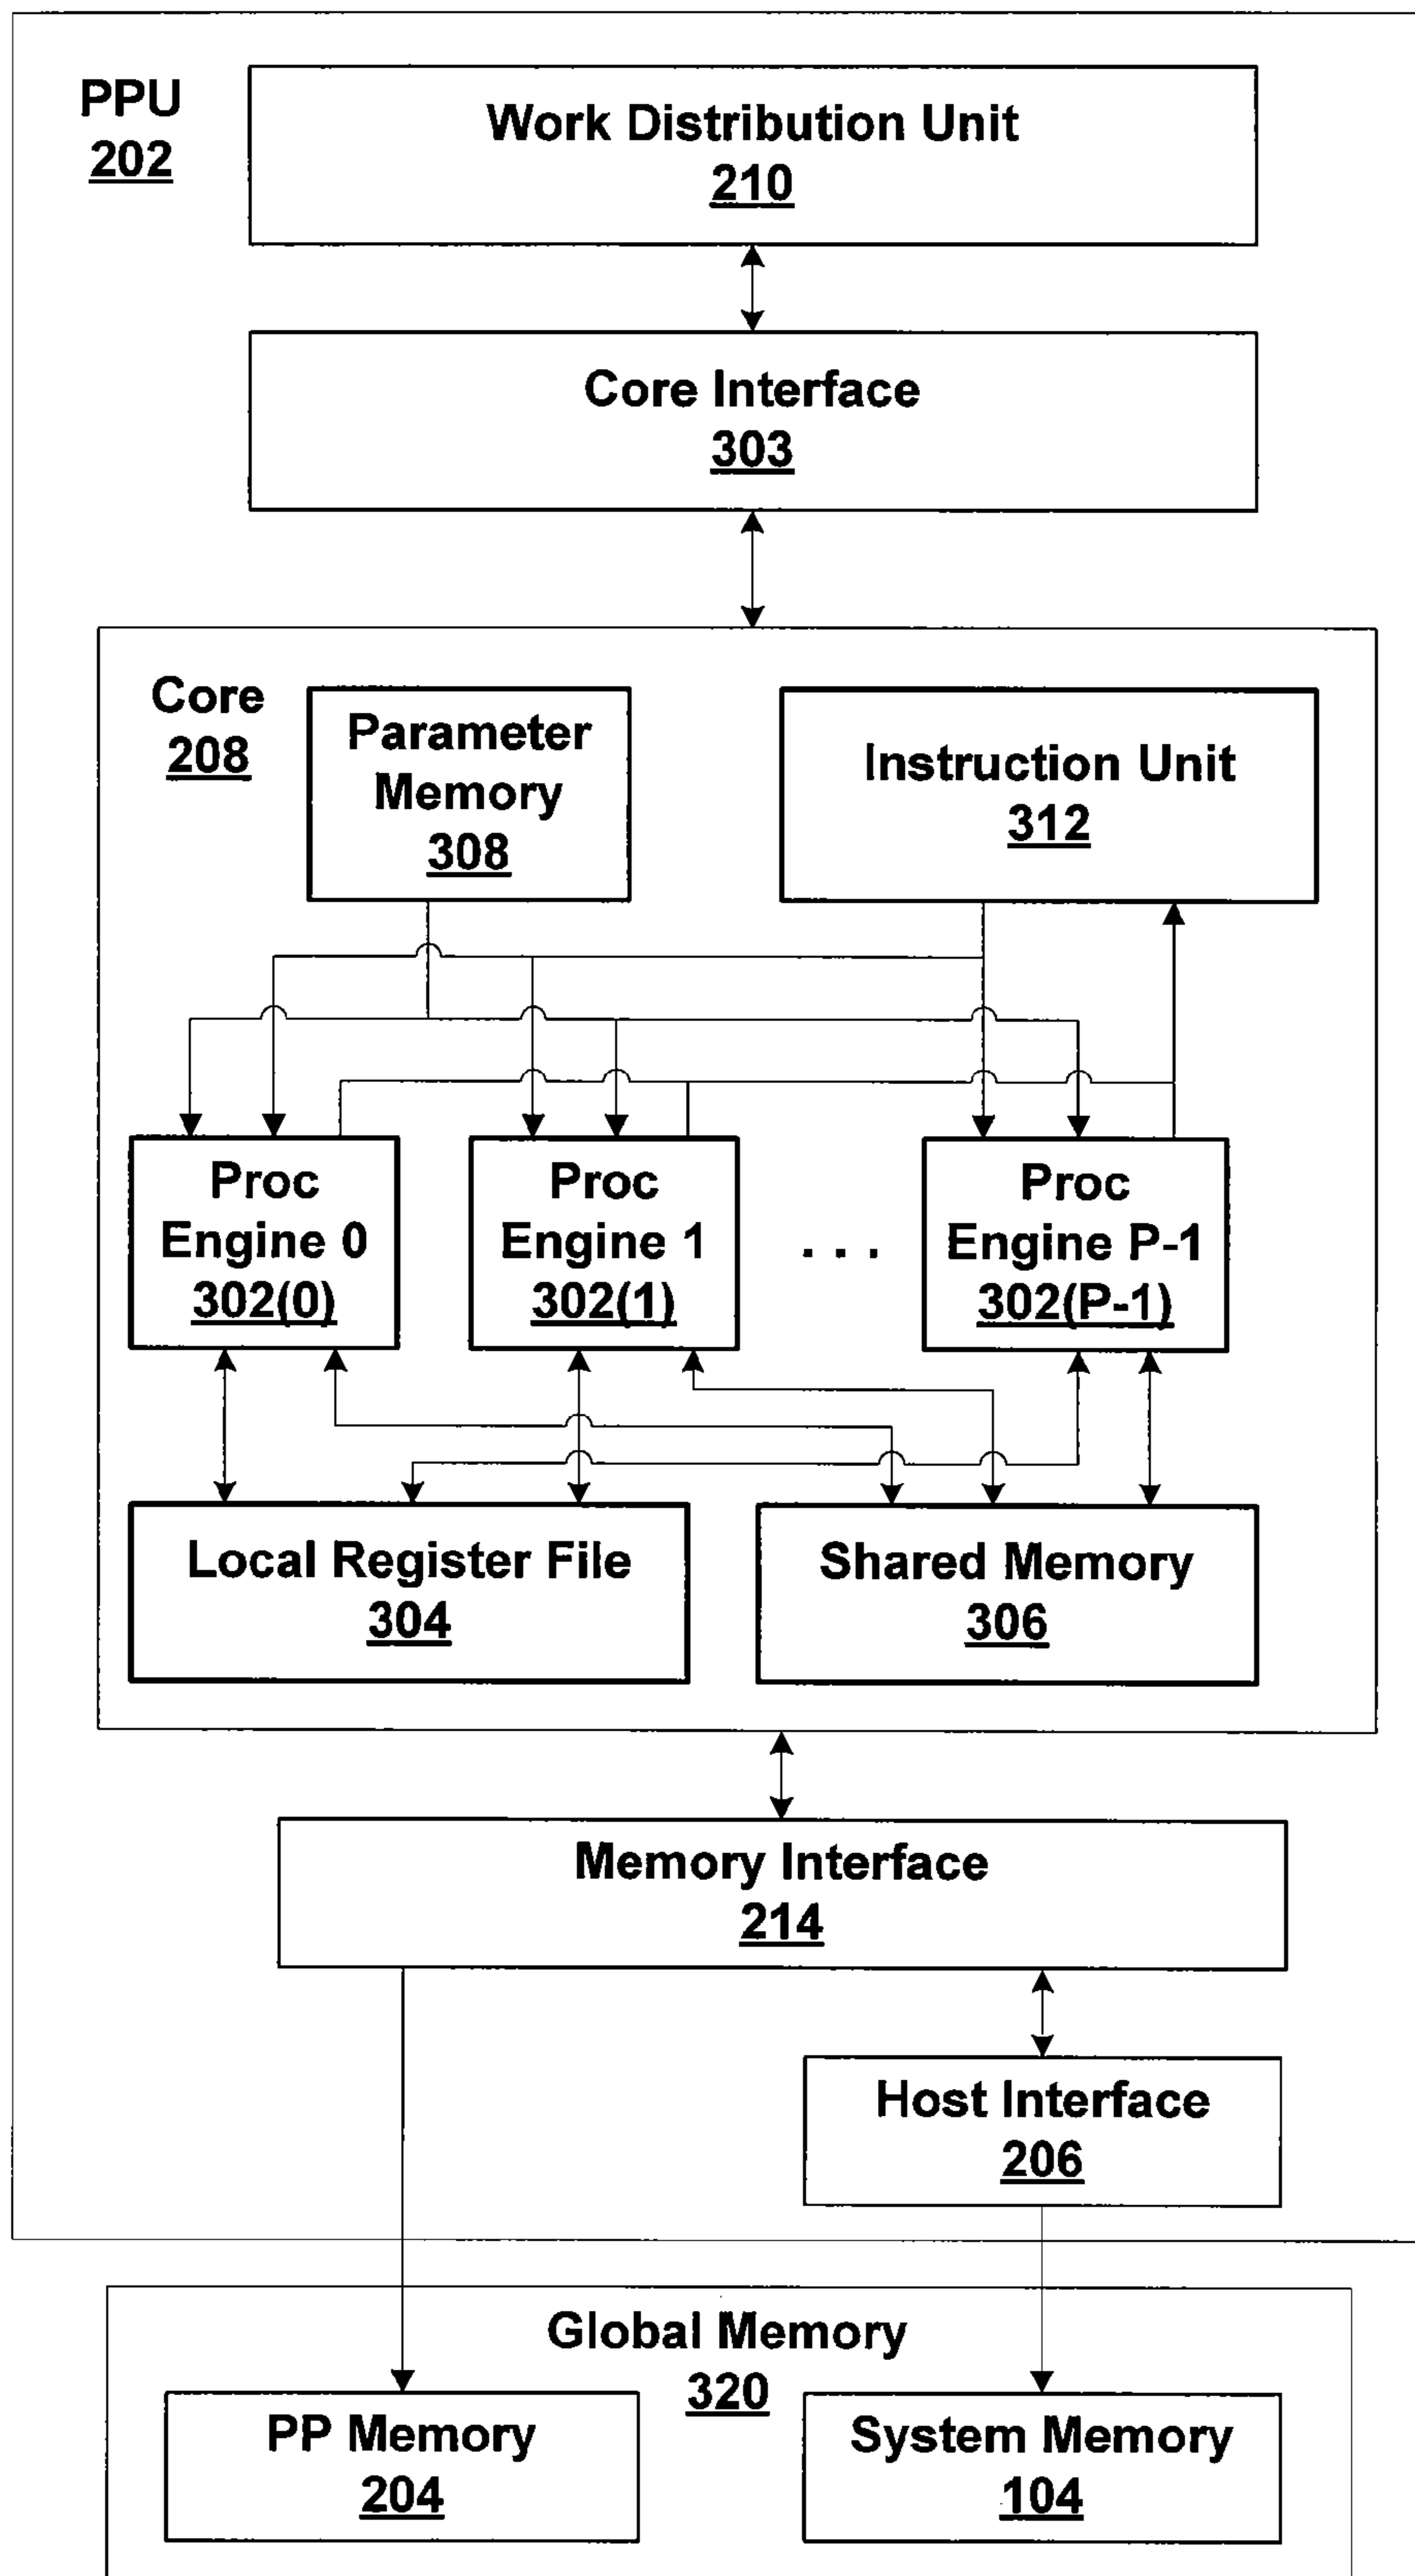 PPU
202
Work Distribution Unit
210
Core Interface
303
Core
208
Parameter
Memory
308
Instruction Unit
312
Proc
Engine 0
302(0)
Proc
Engine 1
302(1)
. . .
Proc
Engine P-1
302(P-1)
Local Register File
304
Shared Memory
306
Memory Interface
214
Host Interface
206
Global Memory
320
PP Memory
204
System Memory
104